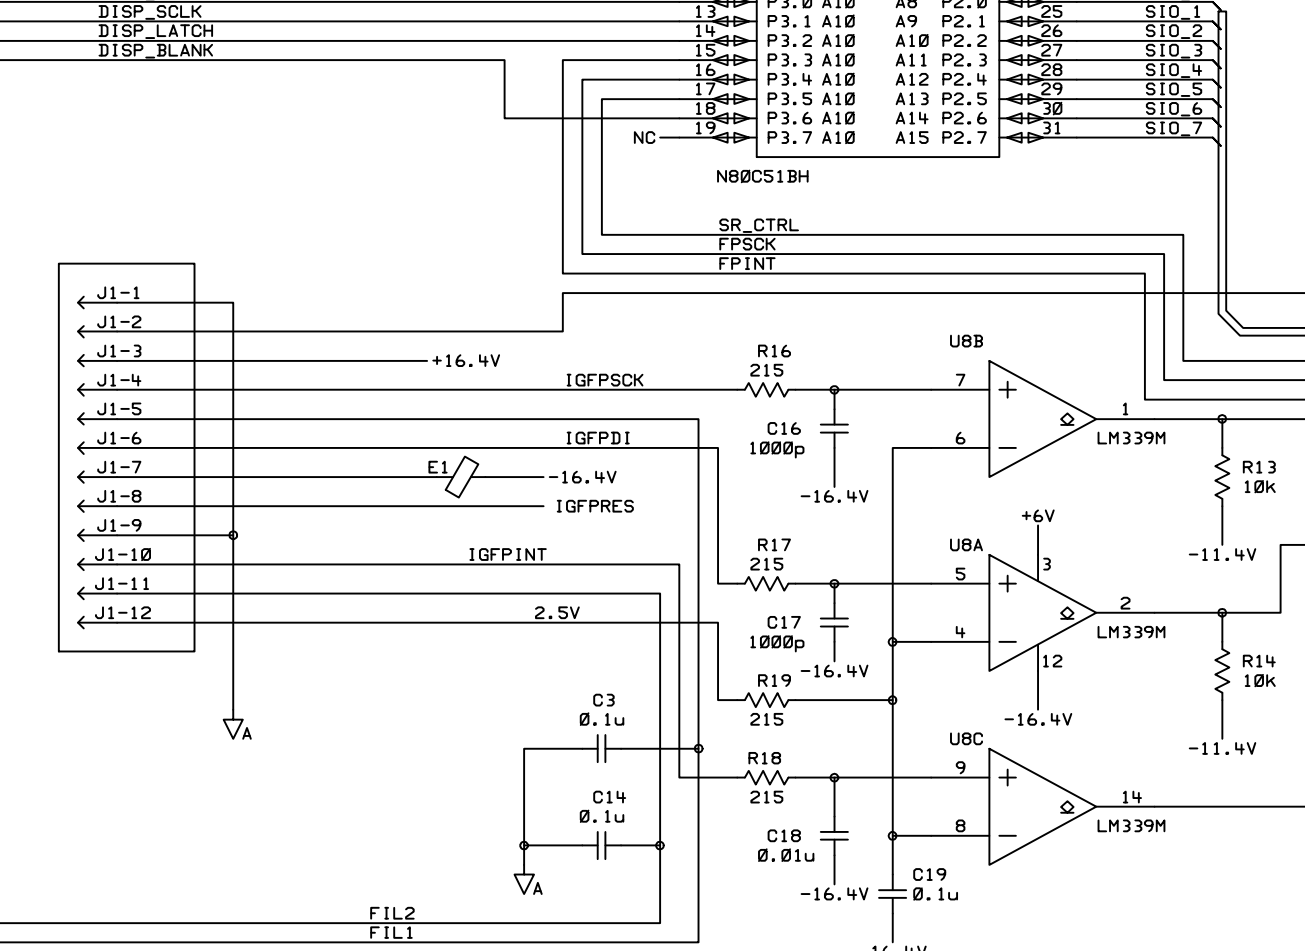 DISP_SCLK 13 P3.0 A10 A8 P2.0 25 SIO_1
DISP_LATCH 14 P3.1 A10 A9 P2.1 26 SIO_2
DISP_BLANK 15 P3.2 A10 A10 P2.2 27 SIO_3
16 P3.3 A10 A11 P2.3 28 SIO_4
17 P3.4 A10 A12 P2.4 29 SIO_5
18 P3.5 A10 A13 P2.5 30 SIO_6
19 P3.6 A10 A14 P2.6 31 SIO_7
NC P3.7 A10 A15 P2.7
N80C51BH
SR_CTRL
FPSCK
FPINT
J1-1
J1-2
J1-3 +16.4V
J1-4 IGFPSCK
J1-5
J1-6 IGFPDI
J1-7 E1 -16.4V
J1-8 IGFPRES
J1-9
J1-10 IGFPINT
J1-11
J1-12 2.5V
A
R16
215
C16
1000p
-16.4V
U8B
7
6
1
LM339M
R13
10k
-11.4V
R17
215
C17
1000p
-16.4V
+6V
U8A
3
5
4
2
12
LM339M
-16.4V
R14
10k
-11.4V
R19
215
C3
0.1u
C14
0.1u
A
R18
215
C18
0.01u
-16.4V
U8C
9
8
14
LM339M
C19
0.1u
FIL2
FIL1